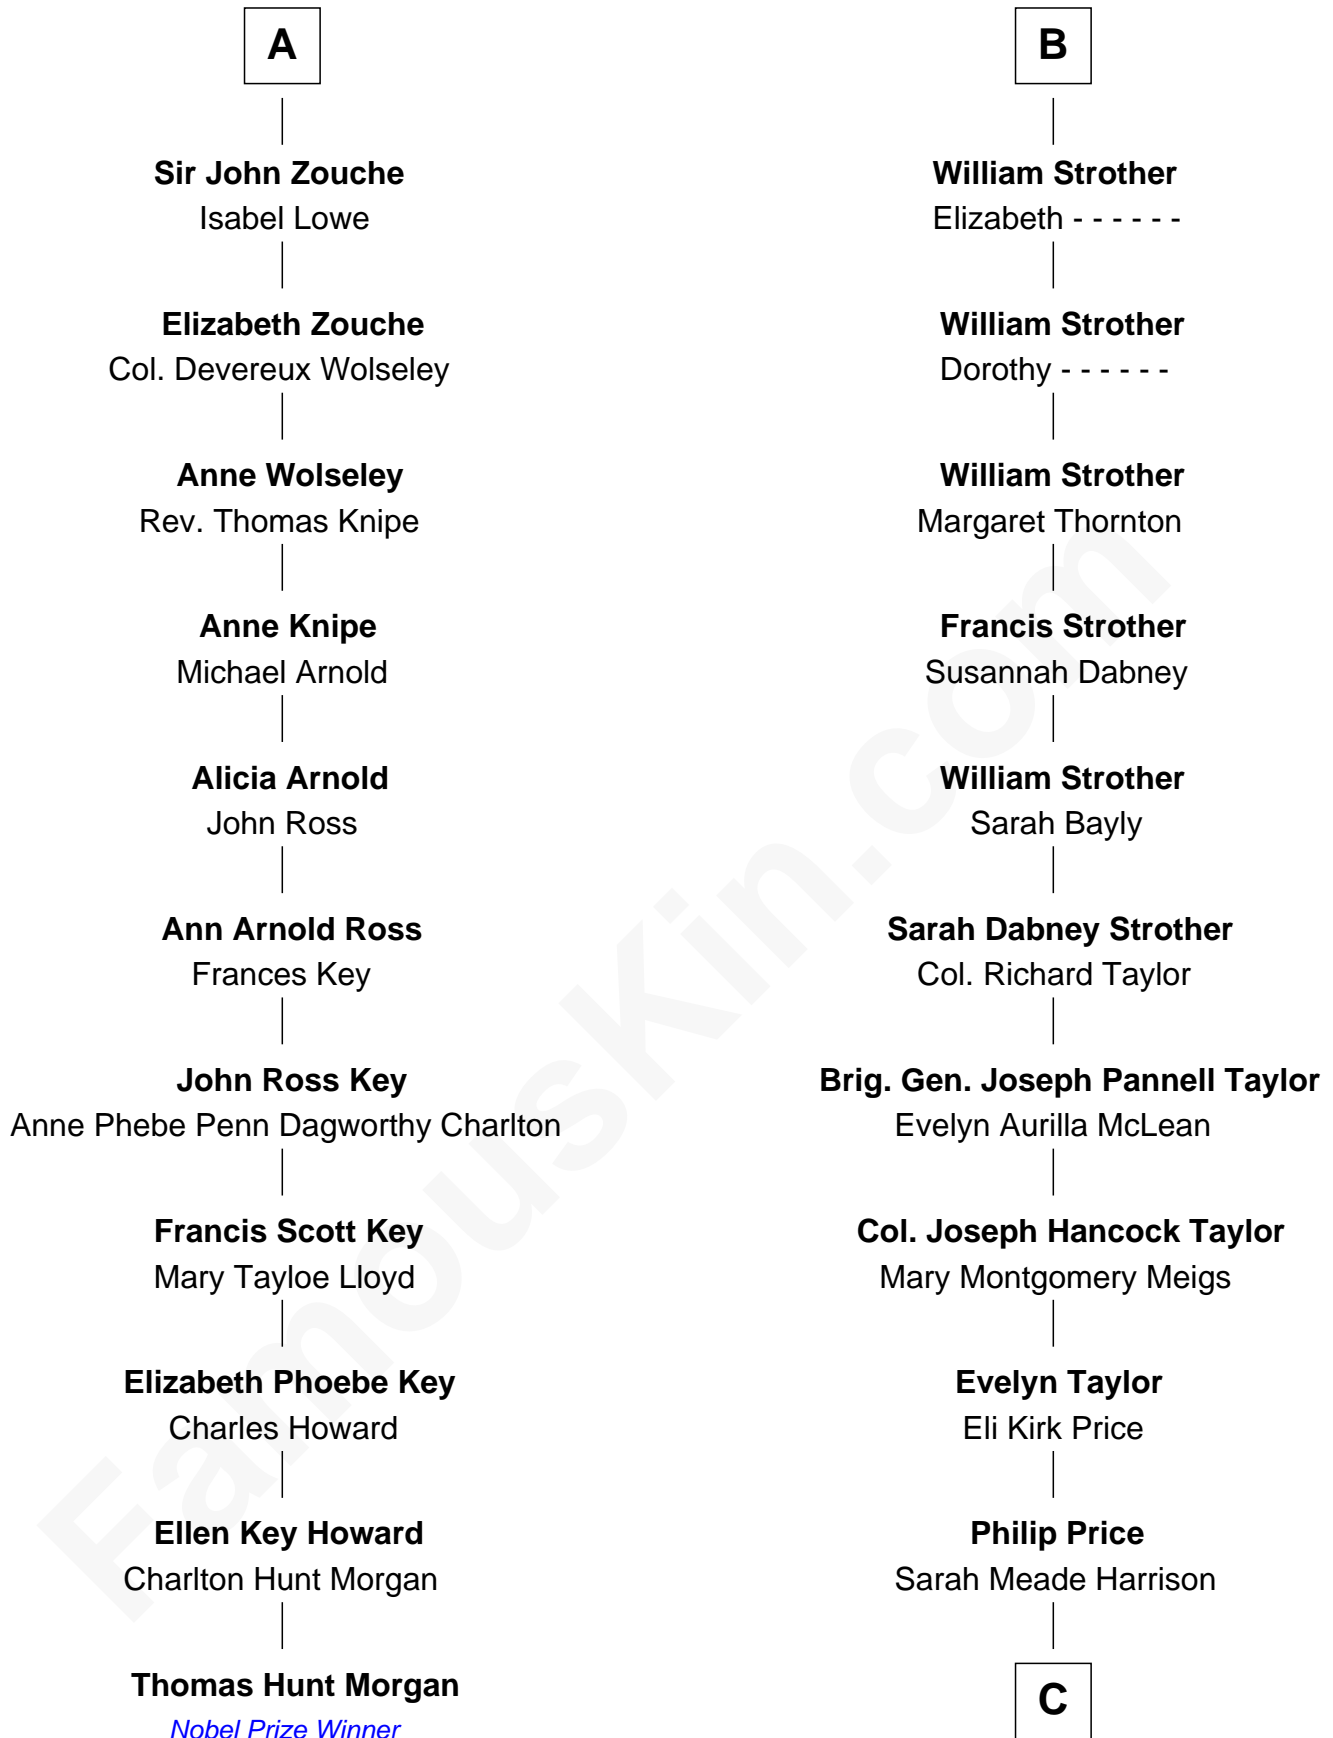 A
Sir John Zouche
Isabel Lowe
Elizabeth Zouche
Col. Devereux Wolseley
Anne Wolseley
Rev. Thomas Knipe
Anne Knipe
Michael Arnold
Alicia Arnold
John Ross
Ann Arnold Ross
Frances Key
John Ross Key
Anne Phebe Penn Dagworthy Charlton
Francis Scott Key
Mary Tayloe Lloyd
Elizabeth Phoebe Key
Charles Howard
Ellen Key Howard
Charlton Hunt Morgan
Thomas Hunt Morgan
Nobel Prize Winner
B
William Strother
Elizabeth - - - - - -
William Strother
Dorothy - - - - - -
William Strother
Margaret Thornton
Francis Strother
Susannah Dabney
William Strother
Sarah Bayly
Sarah Dabney Strother
Col. Richard Taylor
Brig. Gen. Joseph Pannell Taylor
Evelyn Aurilla McLean
Col. Joseph Hancock Taylor
Mary Montgomery Meigs
Evelyn Taylor
Eli Kirk Price
Philip Price
Sarah Meade Harrison
C
FamousKin.com